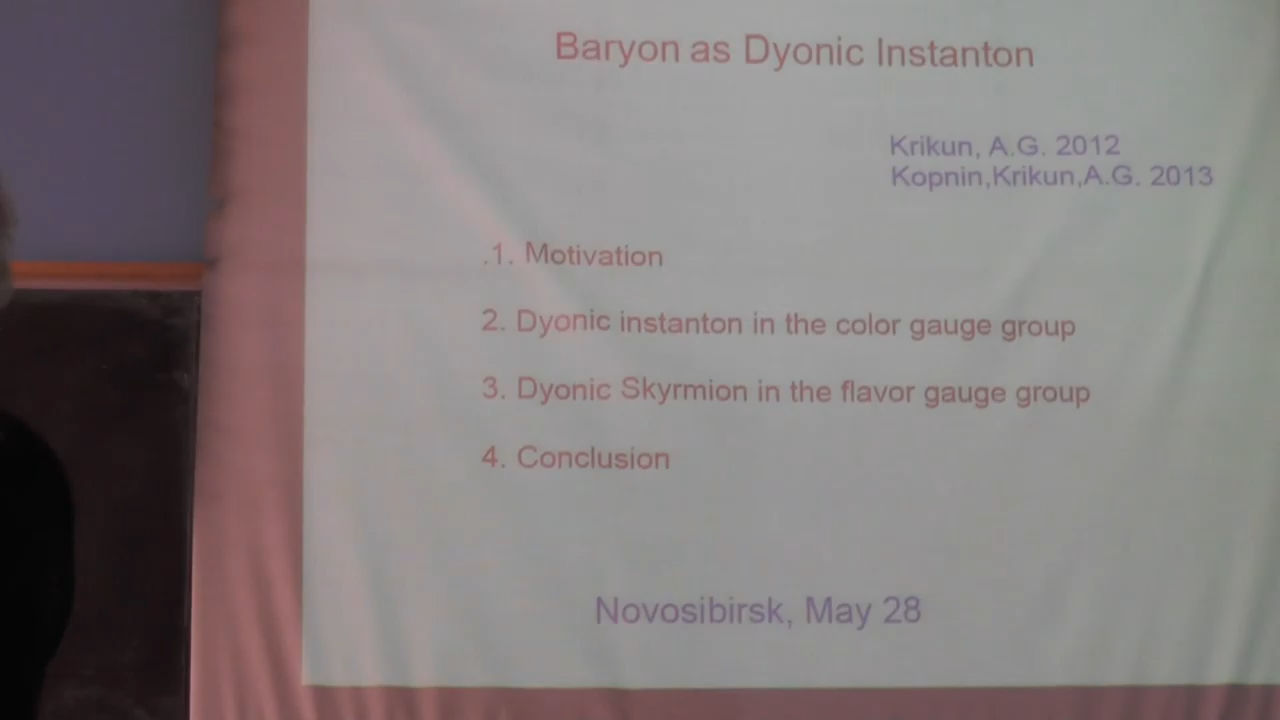 Baryon as Dyonic Instanton
Krikun, A.G. 2012
Kopnin,Krikun,A.G. 2013
.1. Motivation
2. Dyonic instanton in the color gauge group
3. Dyonic Skyrmion in the flavor gauge group
4. Conclusion
Novosibirsk, May 28